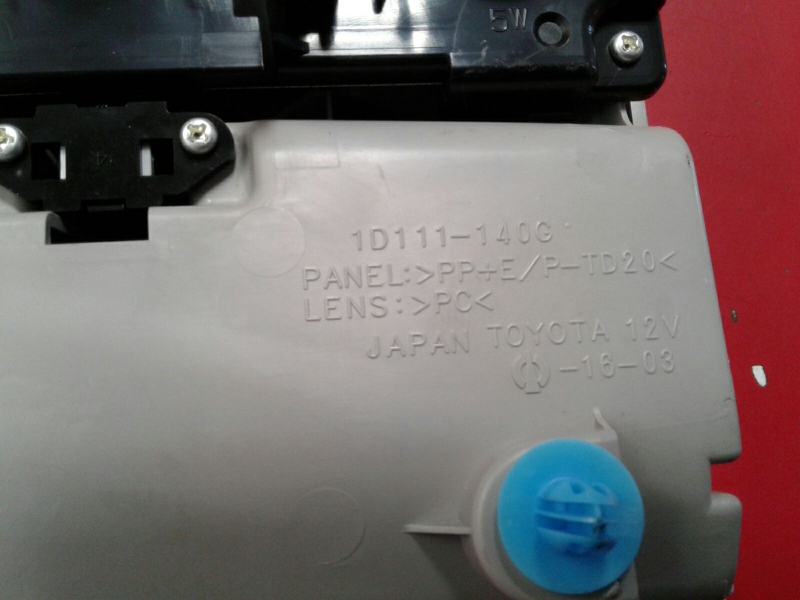 5W
1D111-140G
PANEL:>PP+E/P-TD20<
LENS:>PC<
JAPAN TOYOTA 12V
-16-03